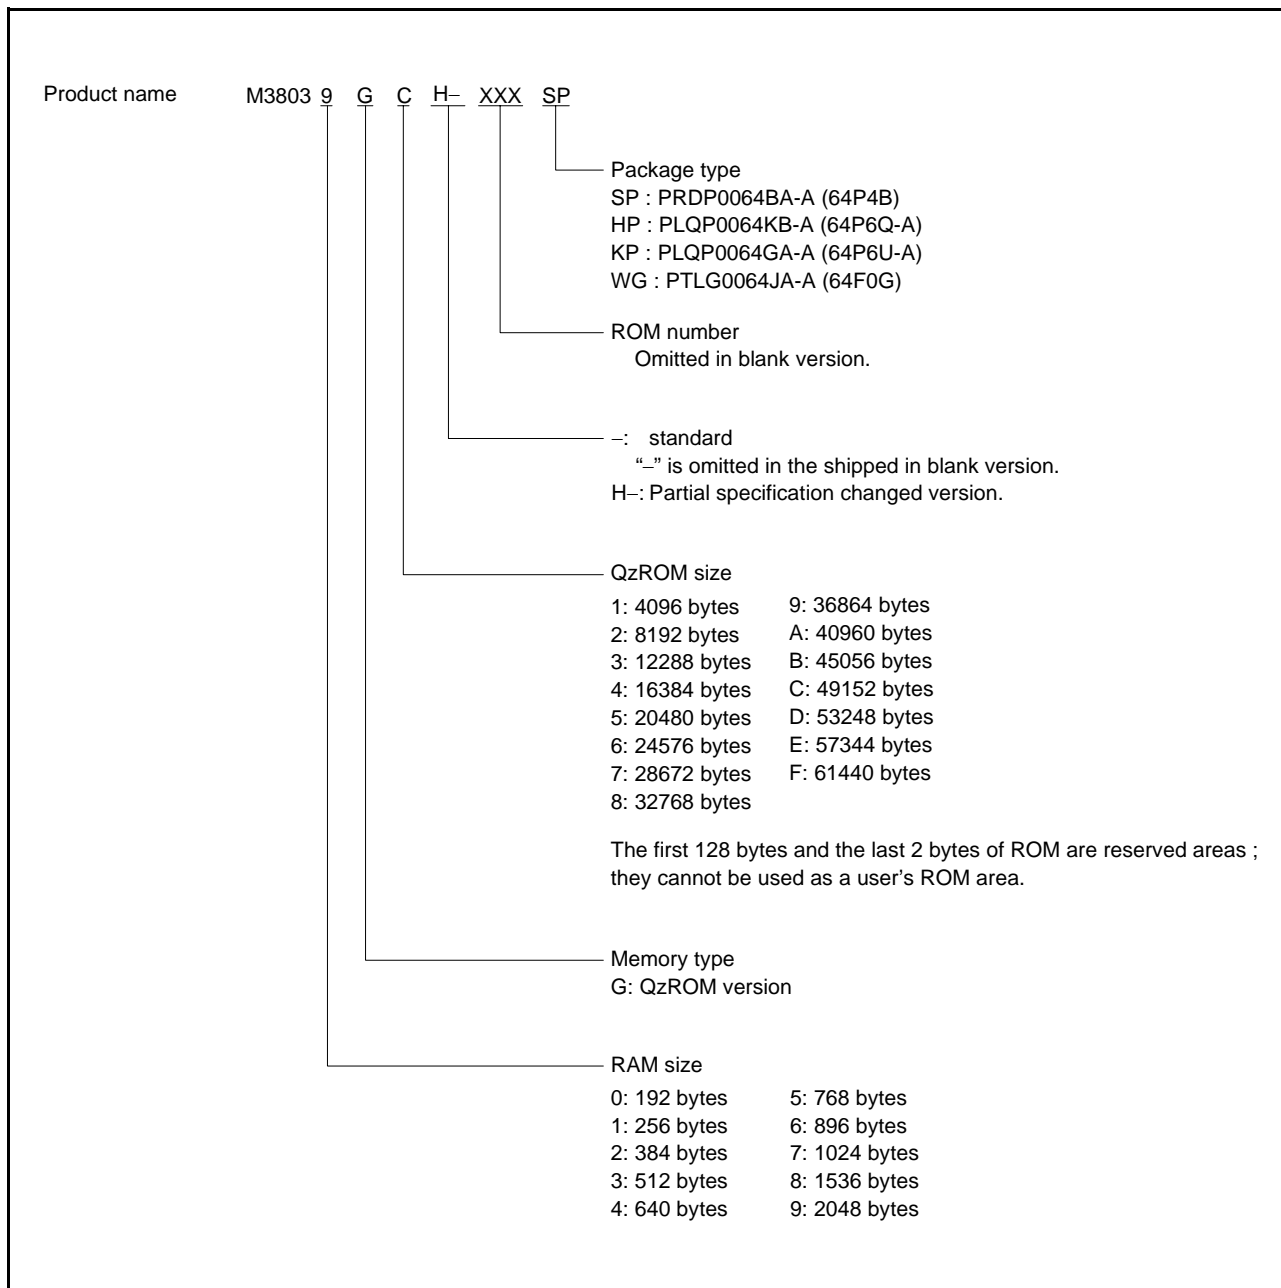 Product name M3803 9 G C H– XXX SP
Package type
SP : PRDP0064BA-A (64P4B)
HP : PLQP0064KB-A (64P6Q-A)
KP : PLQP0064GA-A (64P6U-A)
WG : PTLG0064JA-A (64F0G)
ROM number
Omitted in blank version.
–: standard
“–” is omitted in the shipped in blank version.
H–: Partial specification changed version.
QzROM size
1: 4096 bytes 9: 36864 bytes
2: 8192 bytes A: 40960 bytes
3: 12288 bytes B: 45056 bytes
4: 16384 bytes C: 49152 bytes
5: 20480 bytes D: 53248 bytes
6: 24576 bytes E: 57344 bytes
7: 28672 bytes F: 61440 bytes
8: 32768 bytes
The first 128 bytes and the last 2 bytes of ROM are reserved areas ;
they cannot be used as a user’s ROM area.
Memory type
G: QzROM version
RAM size
0: 192 bytes 5: 768 bytes
1: 256 bytes 6: 896 bytes
2: 384 bytes 7: 1024 bytes
3: 512 bytes 8: 1536 bytes
4: 640 bytes 9: 2048 bytes